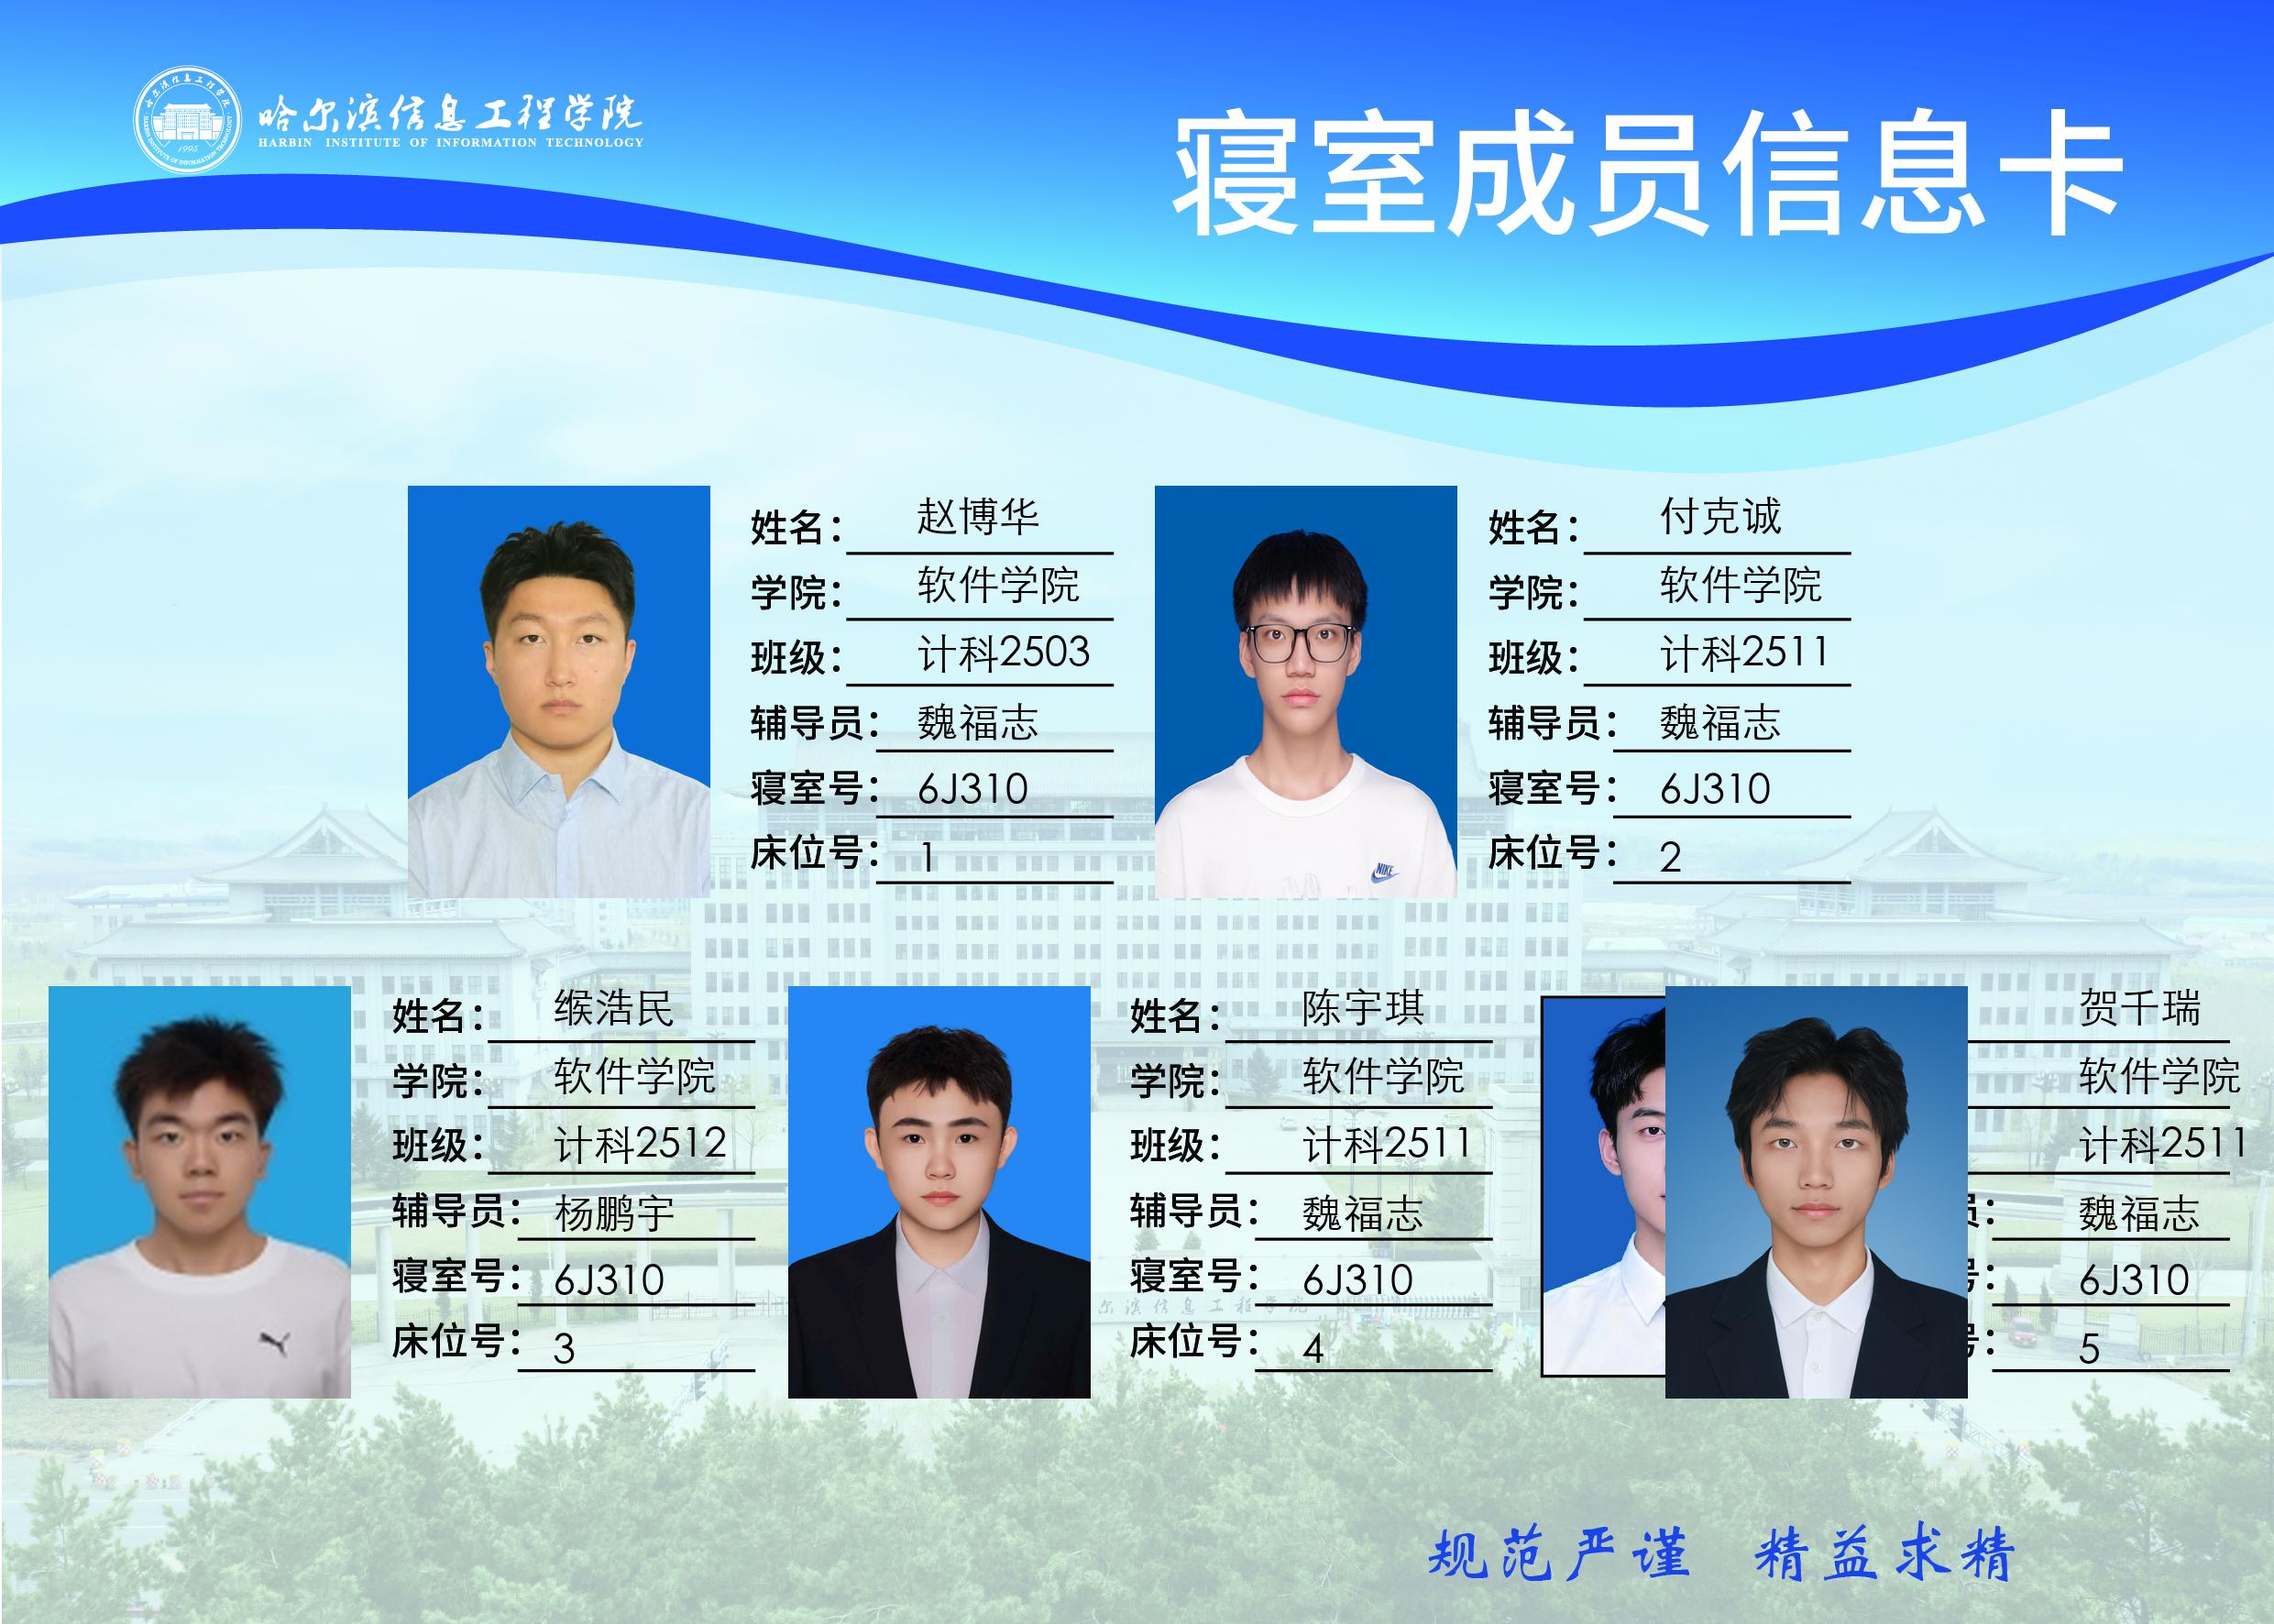 哈尔滨信息工程学院
HARBIN INSTITUTE OF INFORMATION TECHNOLOGY
1995
寝室成员信息卡
姓名： 赵博华
学院： 软件学院
班级： 计科2503
辅导员： 魏福志
寝室号： 6J310
床位号： 1
姓名： 付克诚
学院： 软件学院
班级： 计科2511
辅导员： 魏福志
寝室号： 6J310
床位号： 2
NIKE
姓名： 缑浩民
学院： 软件学院
班级： 计科2512
辅导员： 杨鹏宇
寝室号： 6J310
床位号： 3
姓名： 陈宇琪
学院： 软件学院
班级： 计科2511
辅导员： 魏福志
寝室号： 6J310
床位号： 4
贺千瑞
软件学院
计科2511
员： 魏福志
号： 6J310
号： 5
尔滨信息工程学院
规范严谨 精益求精